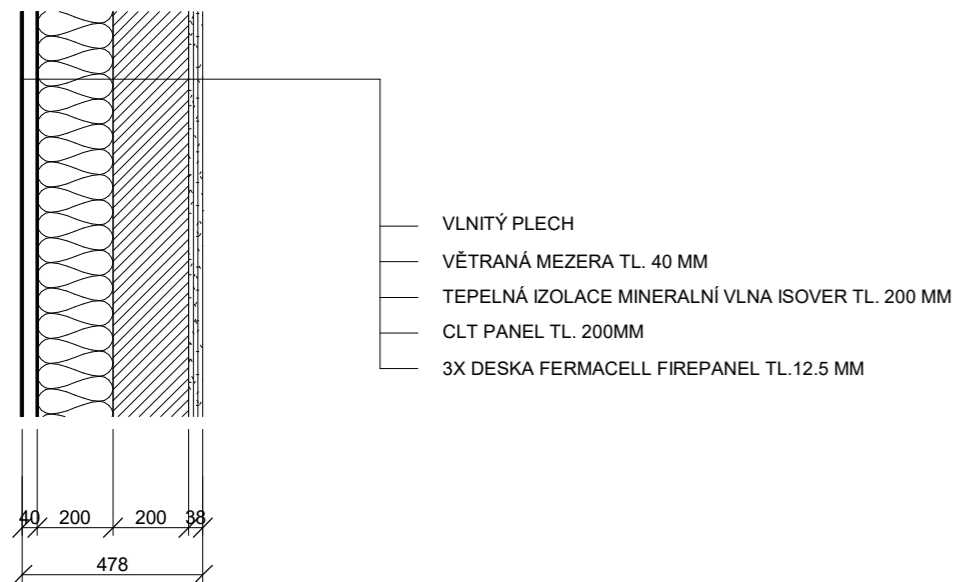 VLNITÝ PLECH
VĚTRANÁ MEZERA TL. 40 MM
TEPELNÁ IZOLACE MINERALNÍ VLNA ISOVER TL. 200 MM
CLT PANEL TL. 200MM
3X DESKA FERMACELL FIREPANEL TL.12.5 MM
40 200 200 38
478